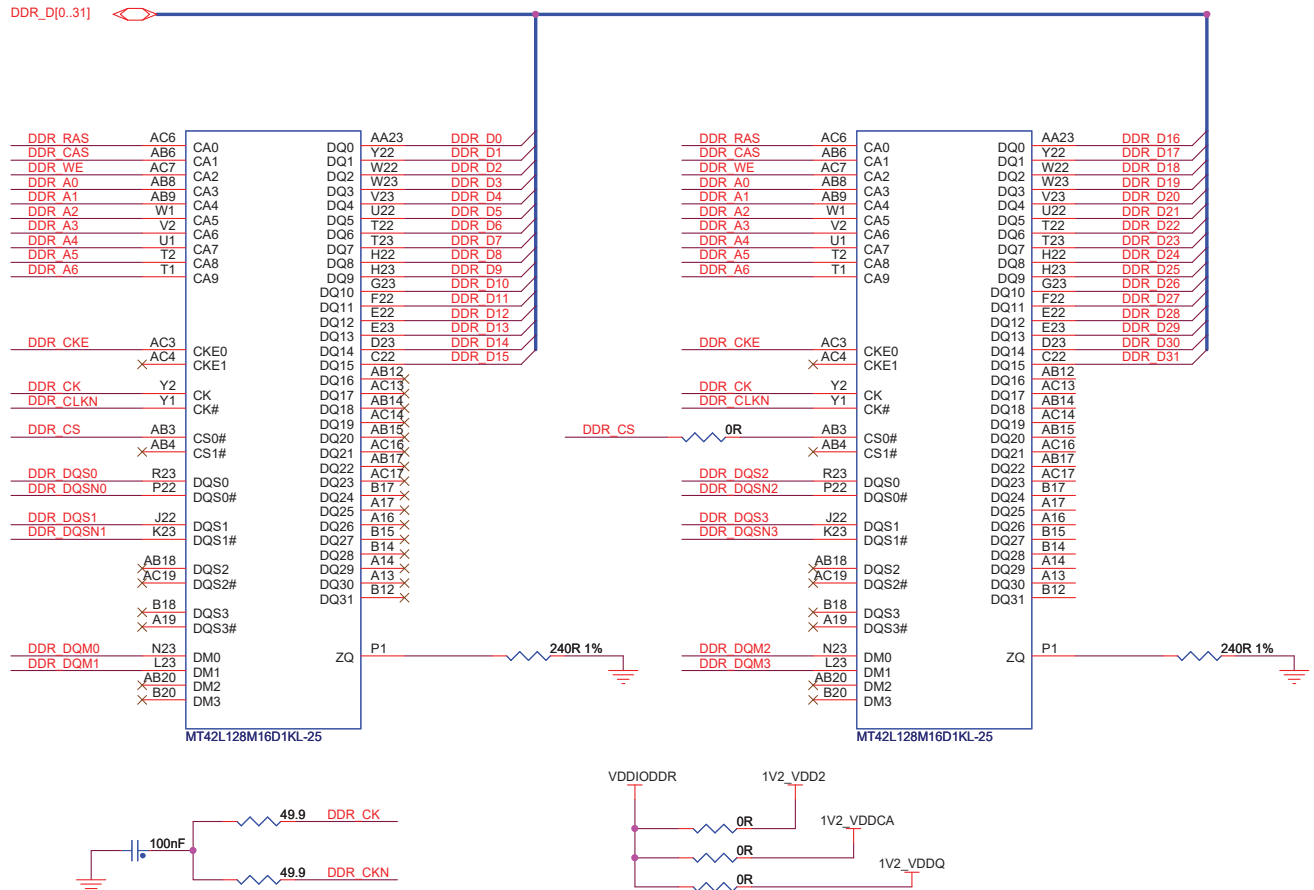 DDR_D[0..31]
DDR_RAS AC6 CA0 DQ0 AA23 DDR_D0
DDR_CAS AB6 CA1 DQ1 Y22 DDR_D1
DDR_WE AC7 CA2 DQ2 W22 DDR_D2
DDR_A0 AB8 CA3 DQ3 W23 DDR_D3
DDR_A1 AB9 CA4 DQ4 V23 DDR_D4
DDR_A2 W1 CA5 DQ5 U22 DDR_D5
DDR_A3 V2 CA6 DQ6 T22 DDR_D6
DDR_A4 U1 CA7 DQ7 T23 DDR_D7
DDR_A5 T2 CA8 DQ8 H22 DDR_D8
DDR_A6 T1 CA9 DQ9 H23 DDR_D9
DQ10 G23 DDR_D10
DQ11 F22 DDR_D11
DQ12 E22 DDR_D12
DQ13 E23 DDR_D13
DDR_CKE AC3 CKE0 DQ14 D23 DDR_D14
AC4 CKE1 DQ15 C22 DDR_D15
DQ16 AB12
DDR_CK Y2 CK DQ17 AC13
DDR_CLKN Y1 CK# DQ18 AB14
DQ19 AC14
DDR_CS AB3 CS0# DQ20 AB15
AB4 CS1# DQ21 AC16
DQ22 AB17
DDR_DQS0 R23 DQS0 DQ23 AC17
DDR_DQSN0 P22 DQS0# DQ24 B17
DQ25 A17
DDR_DQS1 J22 DQS1 DQ26 A16
DDR_DQSN1 K23 DQS1# DQ27 B15
DQ28 B14
AB18 DQS2 DQ29 A14
AC19 DQS2# DQ30 A13
DQ31 B12
B18 DQS3
A19 DQS3#
DDR_DQM0 N23 DM0 ZQ P1 240R 1%
DDR_DQM1 L23 DM1
AB20 DM2
B20 DM3
MT42L128M16D1KL-25
DDR_RAS AC6 CA0 DQ0 AA23 DDR_D16
DDR_CAS AB6 CA1 DQ1 Y22 DDR_D17
DDR_WE AC7 CA2 DQ2 W22 DDR_D18
DDR_A0 AB8 CA3 DQ3 W23 DDR_D19
DDR_A1 AB9 CA4 DQ4 V23 DDR_D20
DDR_A2 W1 CA5 DQ5 U22 DDR_D21
DDR_A3 V2 CA6 DQ6 T22 DDR_D22
DDR_A4 U1 CA7 DQ7 T23 DDR_D23
DDR_A5 T2 CA8 DQ8 H22 DDR_D24
DDR_A6 T1 CA9 DQ9 H23 DDR_D25
DQ10 G23 DDR_D26
DQ11 F22 DDR_D27
DQ12 E22 DDR_D28
DQ13 E23 DDR_D29
DDR_CKE AC3 CKE0 DQ14 D23 DDR_D30
AC4 CKE1 DQ15 C22 DDR_D31
DQ16 AB12
DDR_CK Y2 CK DQ17 AC13
DDR_CLKN Y1 CK# DQ18 AB14
DQ19 AC14
DDR_CS 0R AB3 CS0# DQ20 AB15
AB4 CS1# DQ21 AC16
DQ22 AB17
DDR_DQS2 R23 DQS0 DQ23 AC17
DDR_DQSN2 P22 DQS0# DQ24 B17
DQ25 A17
DDR_DQS3 J22 DQS1 DQ26 A16
DDR_DQSN3 K23 DQS1# DQ27 B15
DQ28 B14
AB18 DQS2 DQ29 A14
AC19 DQS2# DQ30 A13
DQ31 B12
B18 DQS3
A19 DQS3#
DDR_DQM2 N23 DM0 ZQ P1 240R 1%
DDR_DQM3 L23 DM1
AB20 DM2
B20 DM3
MT42L128M16D1KL-25
49.9 DDR_CK
100nF
49.9 DDR_CKN
VDDIODDR 1V2_VDD2
0R 1V2_VDDCA
0R 1V2_VDDQ
0R